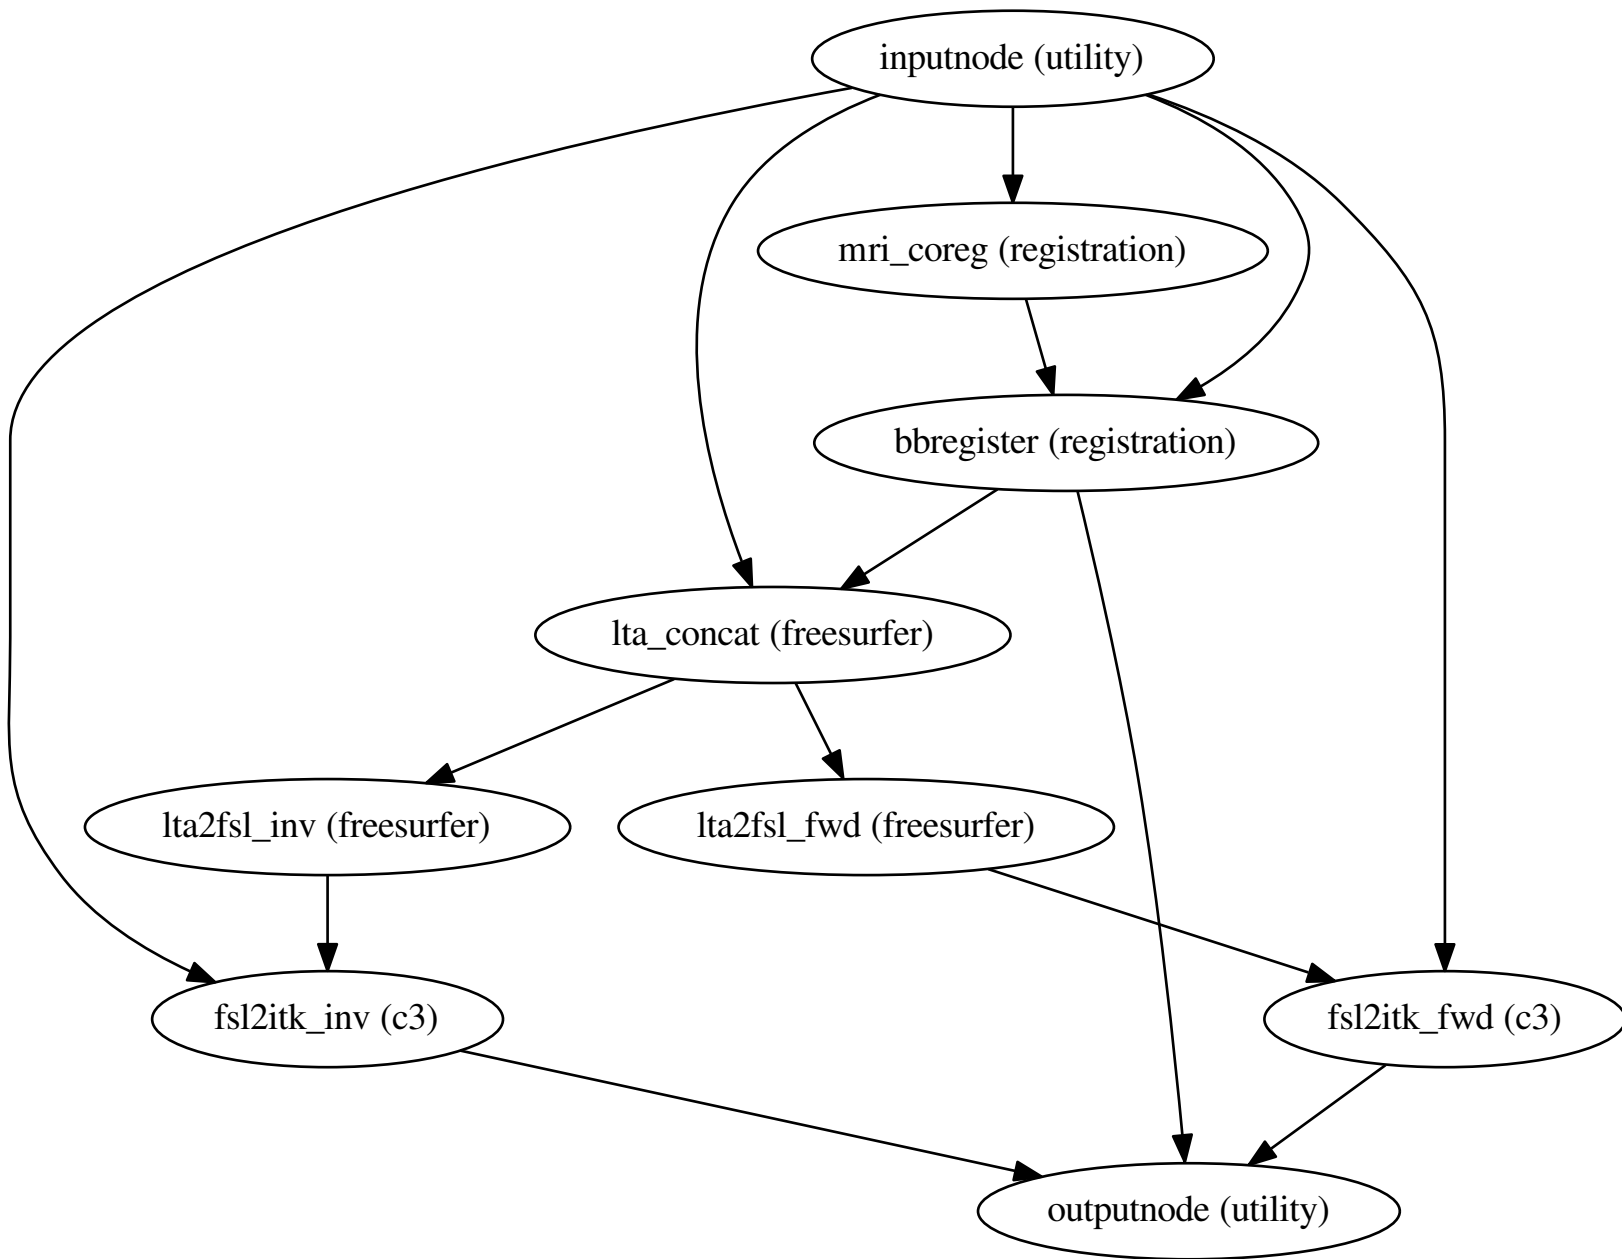 inputnode (utility)
mri_coreg (registration)
bbregister (registration)
lta_concat (freesurfer)
lta2fsl_inv (freesurfer)
lta2fsl_fwd (freesurfer)
fsl2itk_inv (c3)
fsl2itk_fwd (c3)
outputnode (utility)